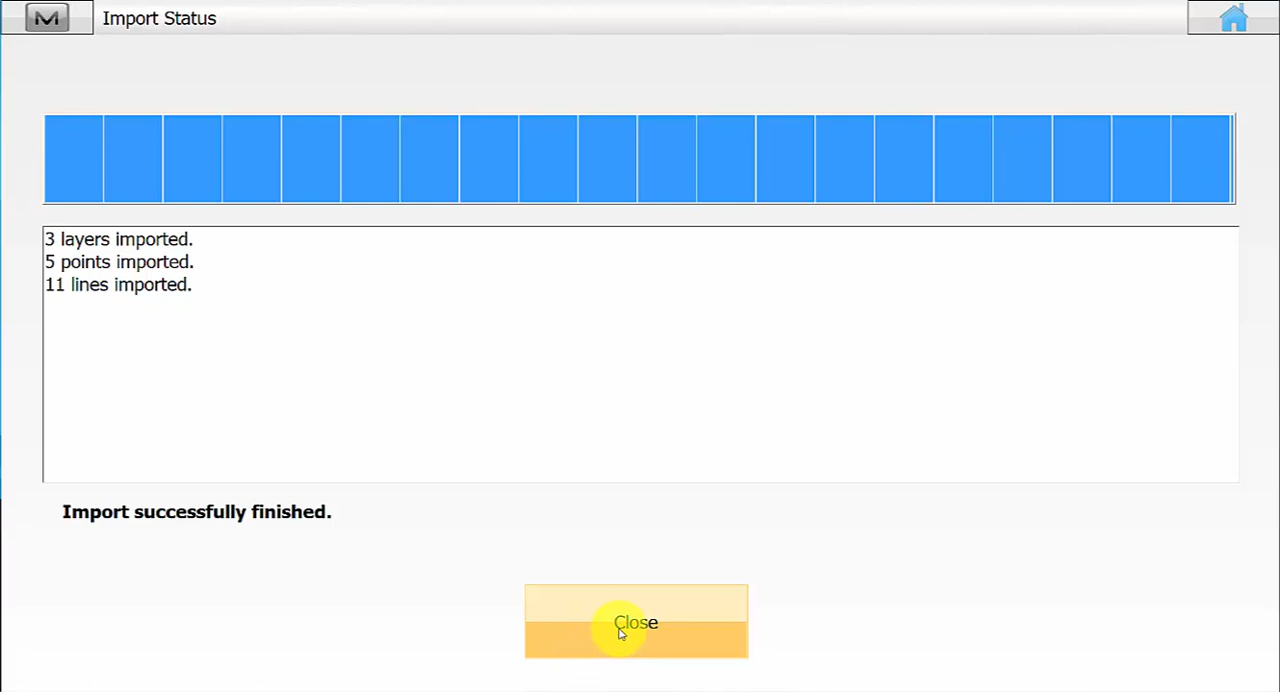 M
Import Status
3 layers imported.
5 points imported.
11 lines imported.
Import successfully finished.
Close